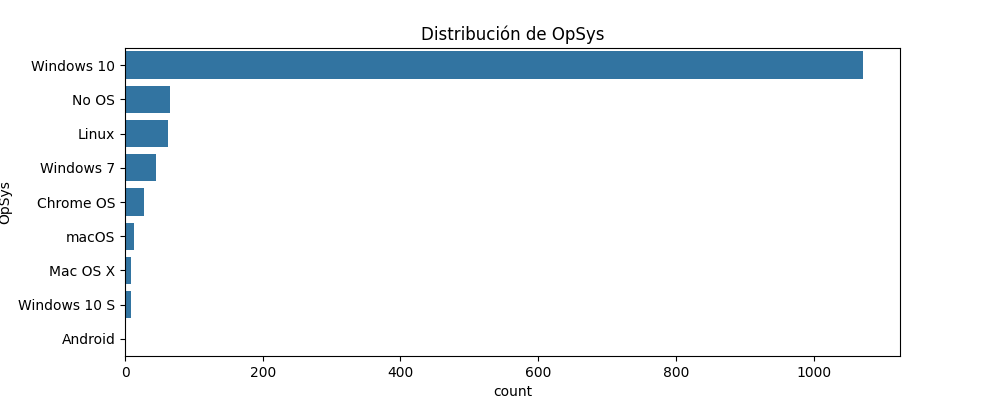 Distribución de OpSys
Windows 10
No OS
Linux
Windows 7
Chrome OS
macOS
Mac OS X
Windows 10 S
Android
OpSys
0 200 400 600 800 1000
count